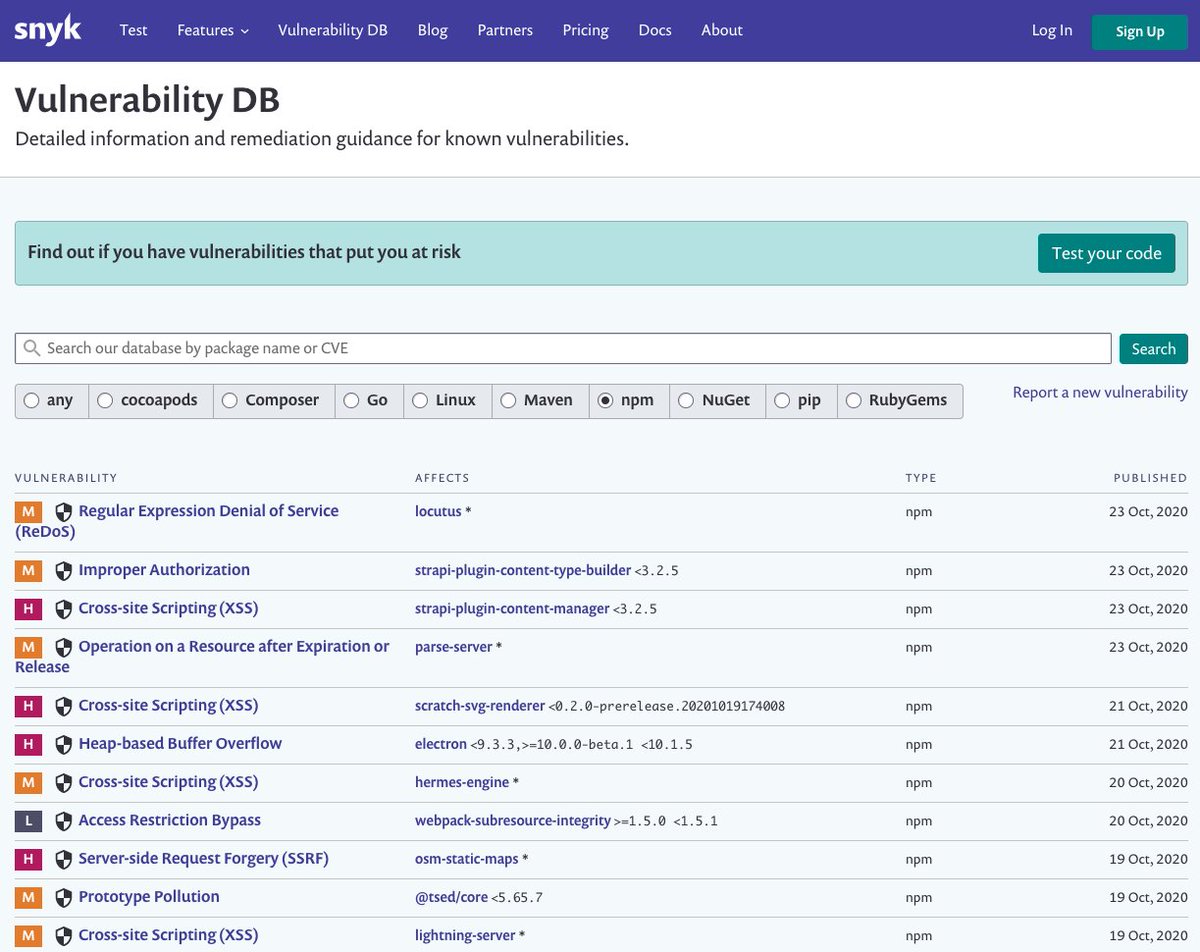 snyk Test Features Vulnerability DB Blog Partners Pricing Docs About Log In Sign Up
Vulnerability DB
Detailed information and remediation guidance for known vulnerabilities.
Find out if you have vulnerabilities that put you at risk Test your code
Search our database by package name or CVE Search
any cocoapods Composer Go Linux Maven npm NuGet pip RubyGems Report a new vulnerability
VULNERABILITY AFFECTS TYPE PUBLISHED
M Regular Expression Denial of Service locutus * npm 23 Oct, 2020
(ReDoS)
M Improper Authorization strapi-plugin-content-type-builder <3.2.5 npm 23 Oct, 2020
H Cross-site Scripting (XSS) strapi-plugin-content-manager <3.2.5 npm 23 Oct, 2020
M Operation on a Resource after Expiration or parse-server * npm 23 Oct, 2020
Release
H Cross-site Scripting (XSS) scratch-svg-renderer <0.2.0-prerelease.20201019174008 npm 21 Oct, 2020
H Heap-based Buffer Overflow electron <9.3.3,>=10.0.0-beta.1 <10.1.5 npm 21 Oct, 2020
M Cross-site Scripting (XSS) hermes-engine * npm 20 Oct, 2020
L Access Restriction Bypass webpack-subresource-integrity >=1.5.0 <1.5.1 npm 20 Oct, 2020
H Server-side Request Forgery (SSRF) osm-static-maps * npm 19 Oct, 2020
M Prototype Pollution @tsed/core <5.65.7 npm 19 Oct, 2020
M Cross-site Scripting (XSS) lightning-server * npm 19 Oct, 2020